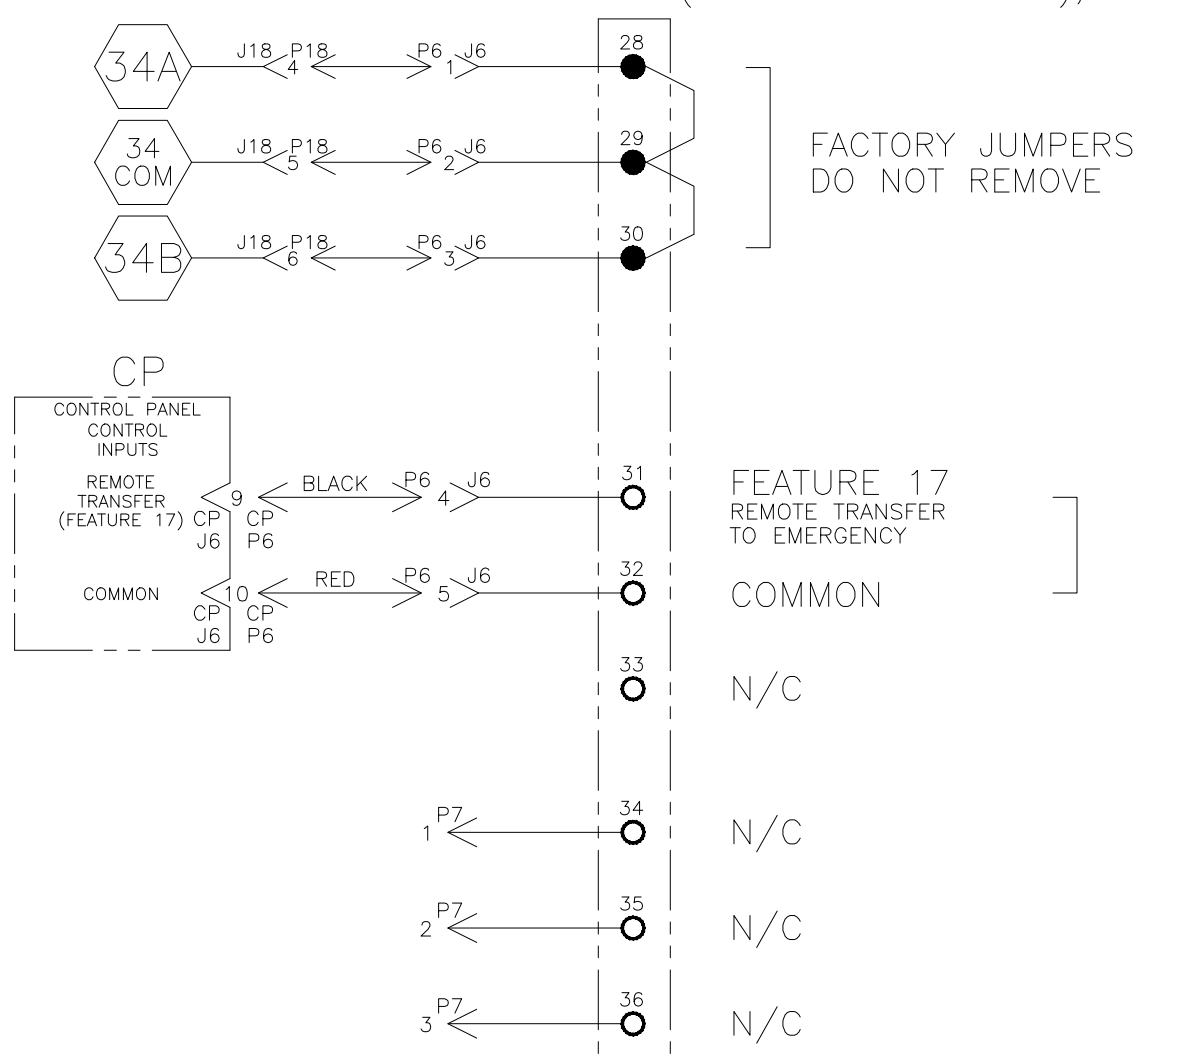 28
34A
J18 P18
4
P6 J6
1
29
34
COM
J18 P18
5
P6 J6
2
FACTORY JUMPERS
DO NOT REMOVE
30
34B
J18 P18
6
P6 J6
3
CP
CONTROL PANEL
CONTROL
INPUTS
REMOTE
TRANSFER
(FEATURE 17)
9
CP CP
J6 P6
BLACK
P6 J6
4
31
FEATURE 17
REMOTE TRANSFER
TO EMERGENCY
COMMON
10
CP CP
J6 P6
RED
P6 J6
5
32
COMMON
33
N/C
P7
1
34
N/C
P7
2
35
N/C
P7
3
36
N/C